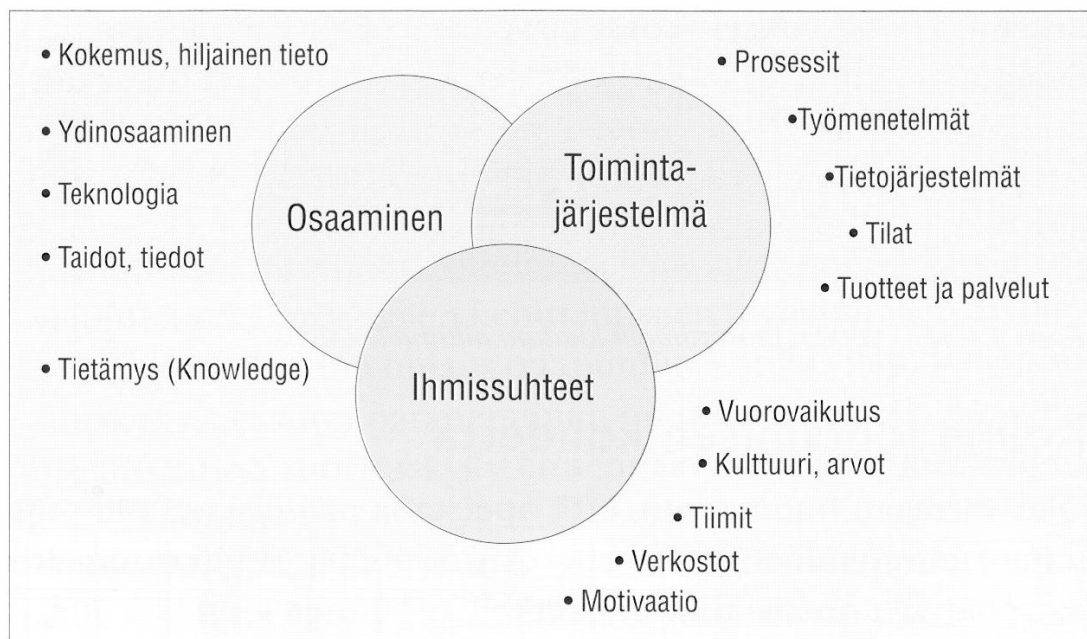 • Kokemus, hiljainen tieto
• Ydinosaaminen
• Teknologia
• Taidot, tiedot
• Tietämys (Knowledge)
Osaaminen
Toiminta-
järjestelmä
Ihmissuhteet
• Prosessit
•Työmenetelmät
•Tietojärjestelmät
• Tilat
• Tuotteet ja palvelut
• Vuorovaikutus
• Kulttuuri, arvot
• Tiimit
• Verkostot
• Motivaatio